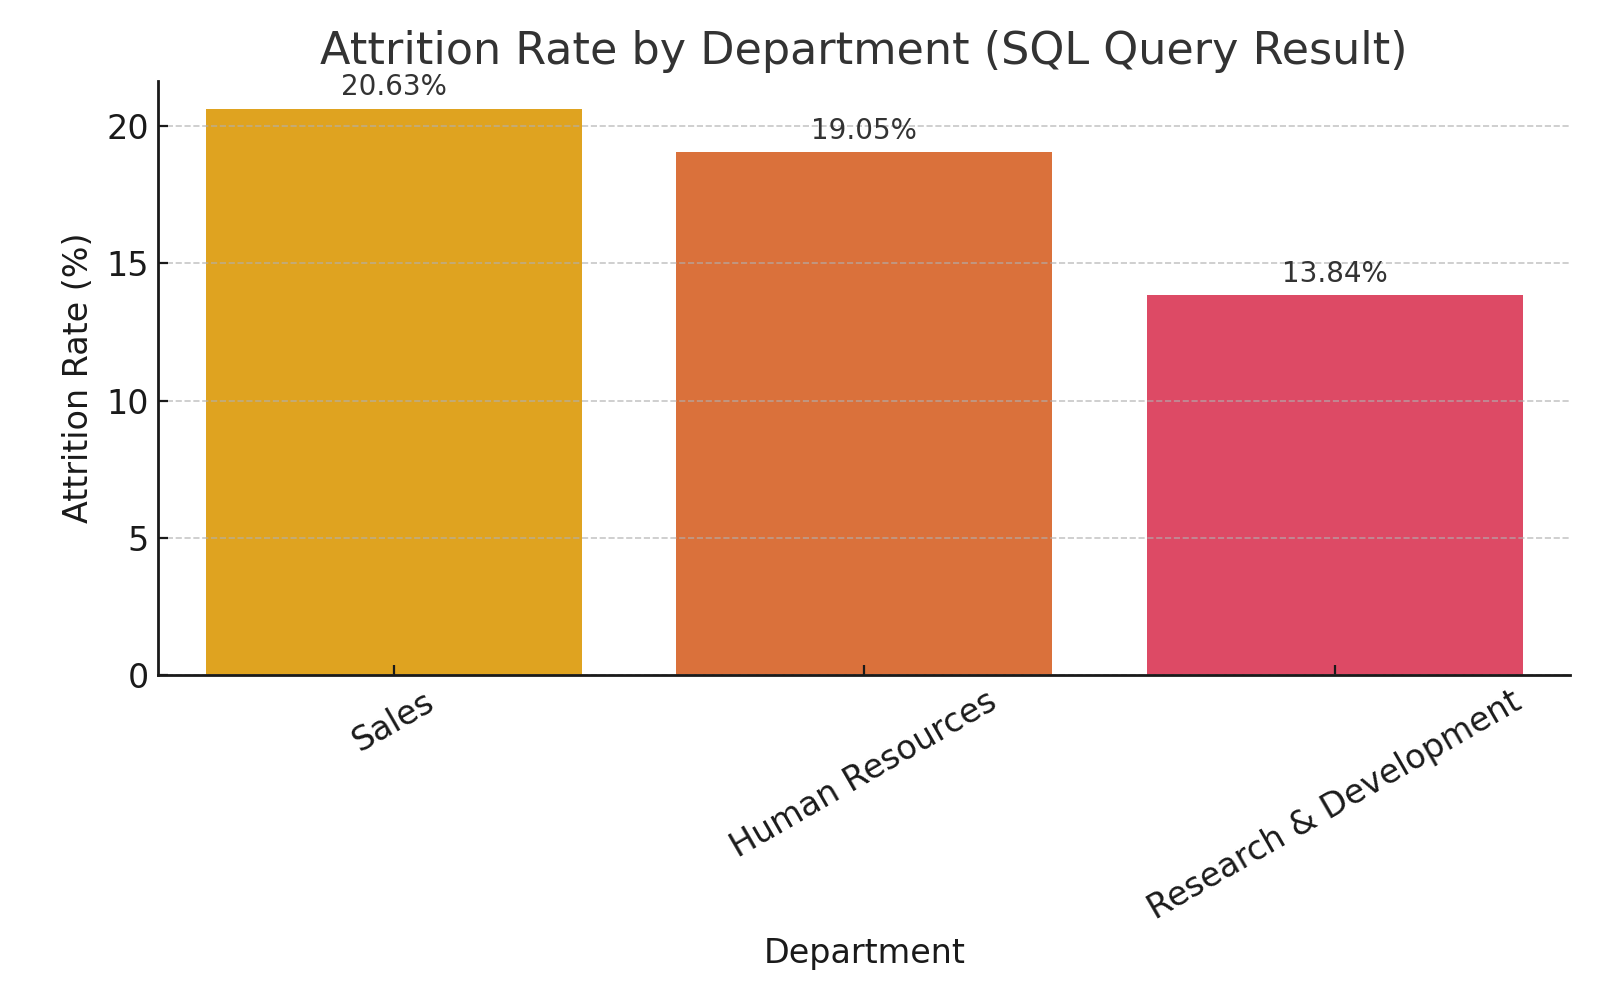 Attrition Rate by Department (SQL Query Result)
20.63%
19.05%
13.84%
Attrition Rate (%)
20
15
10
5
0
Sales
Human Resources
Research & Development
Department